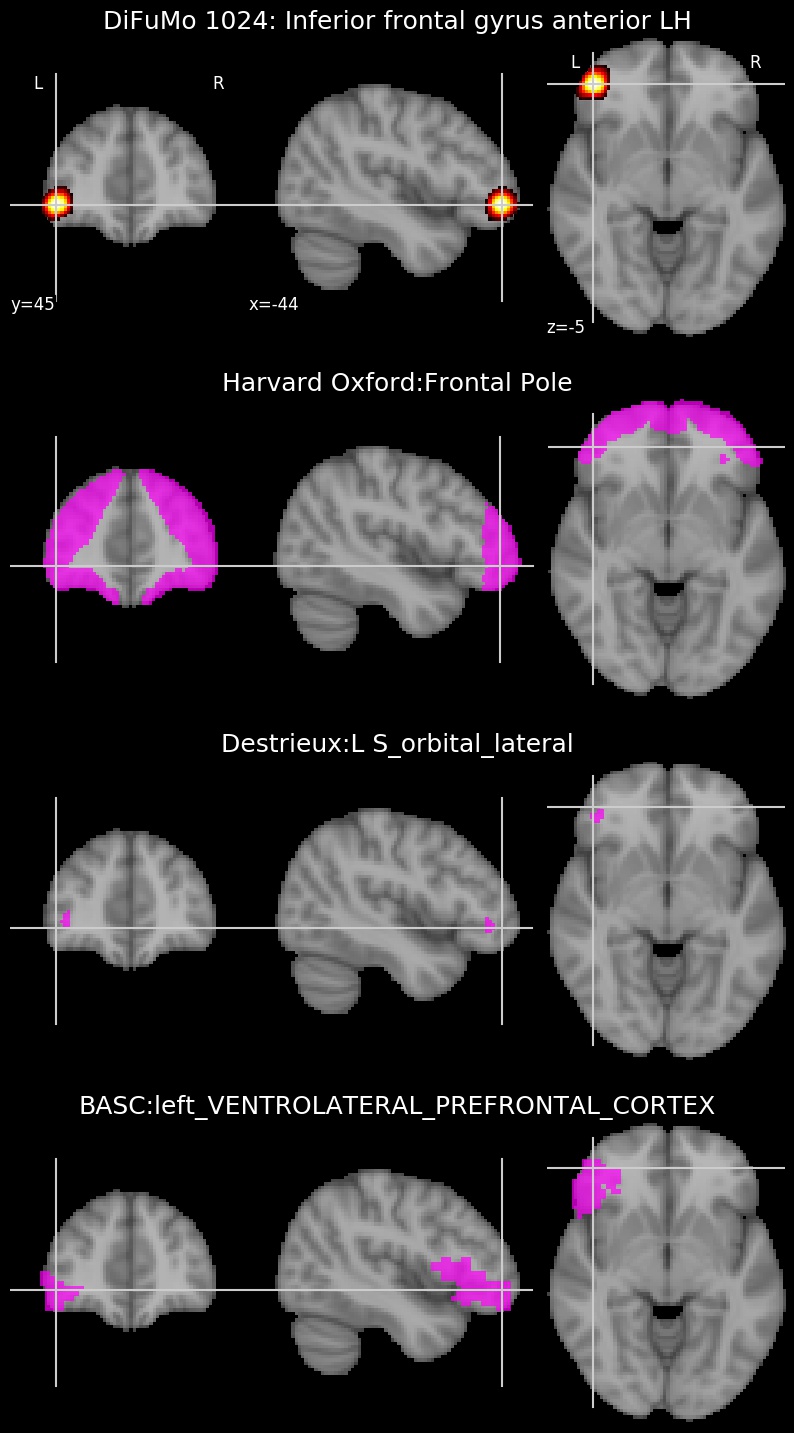 DiFuMo 1024: Inferior frontal gyrus anterior LH
L R L R
y=45 x=-44 z=-5
Harvard Oxford:Frontal Pole
Destrieux:L S_orbital_lateral
BASC:left_VENTROLATERAL_PREFRONTAL_CORTEX